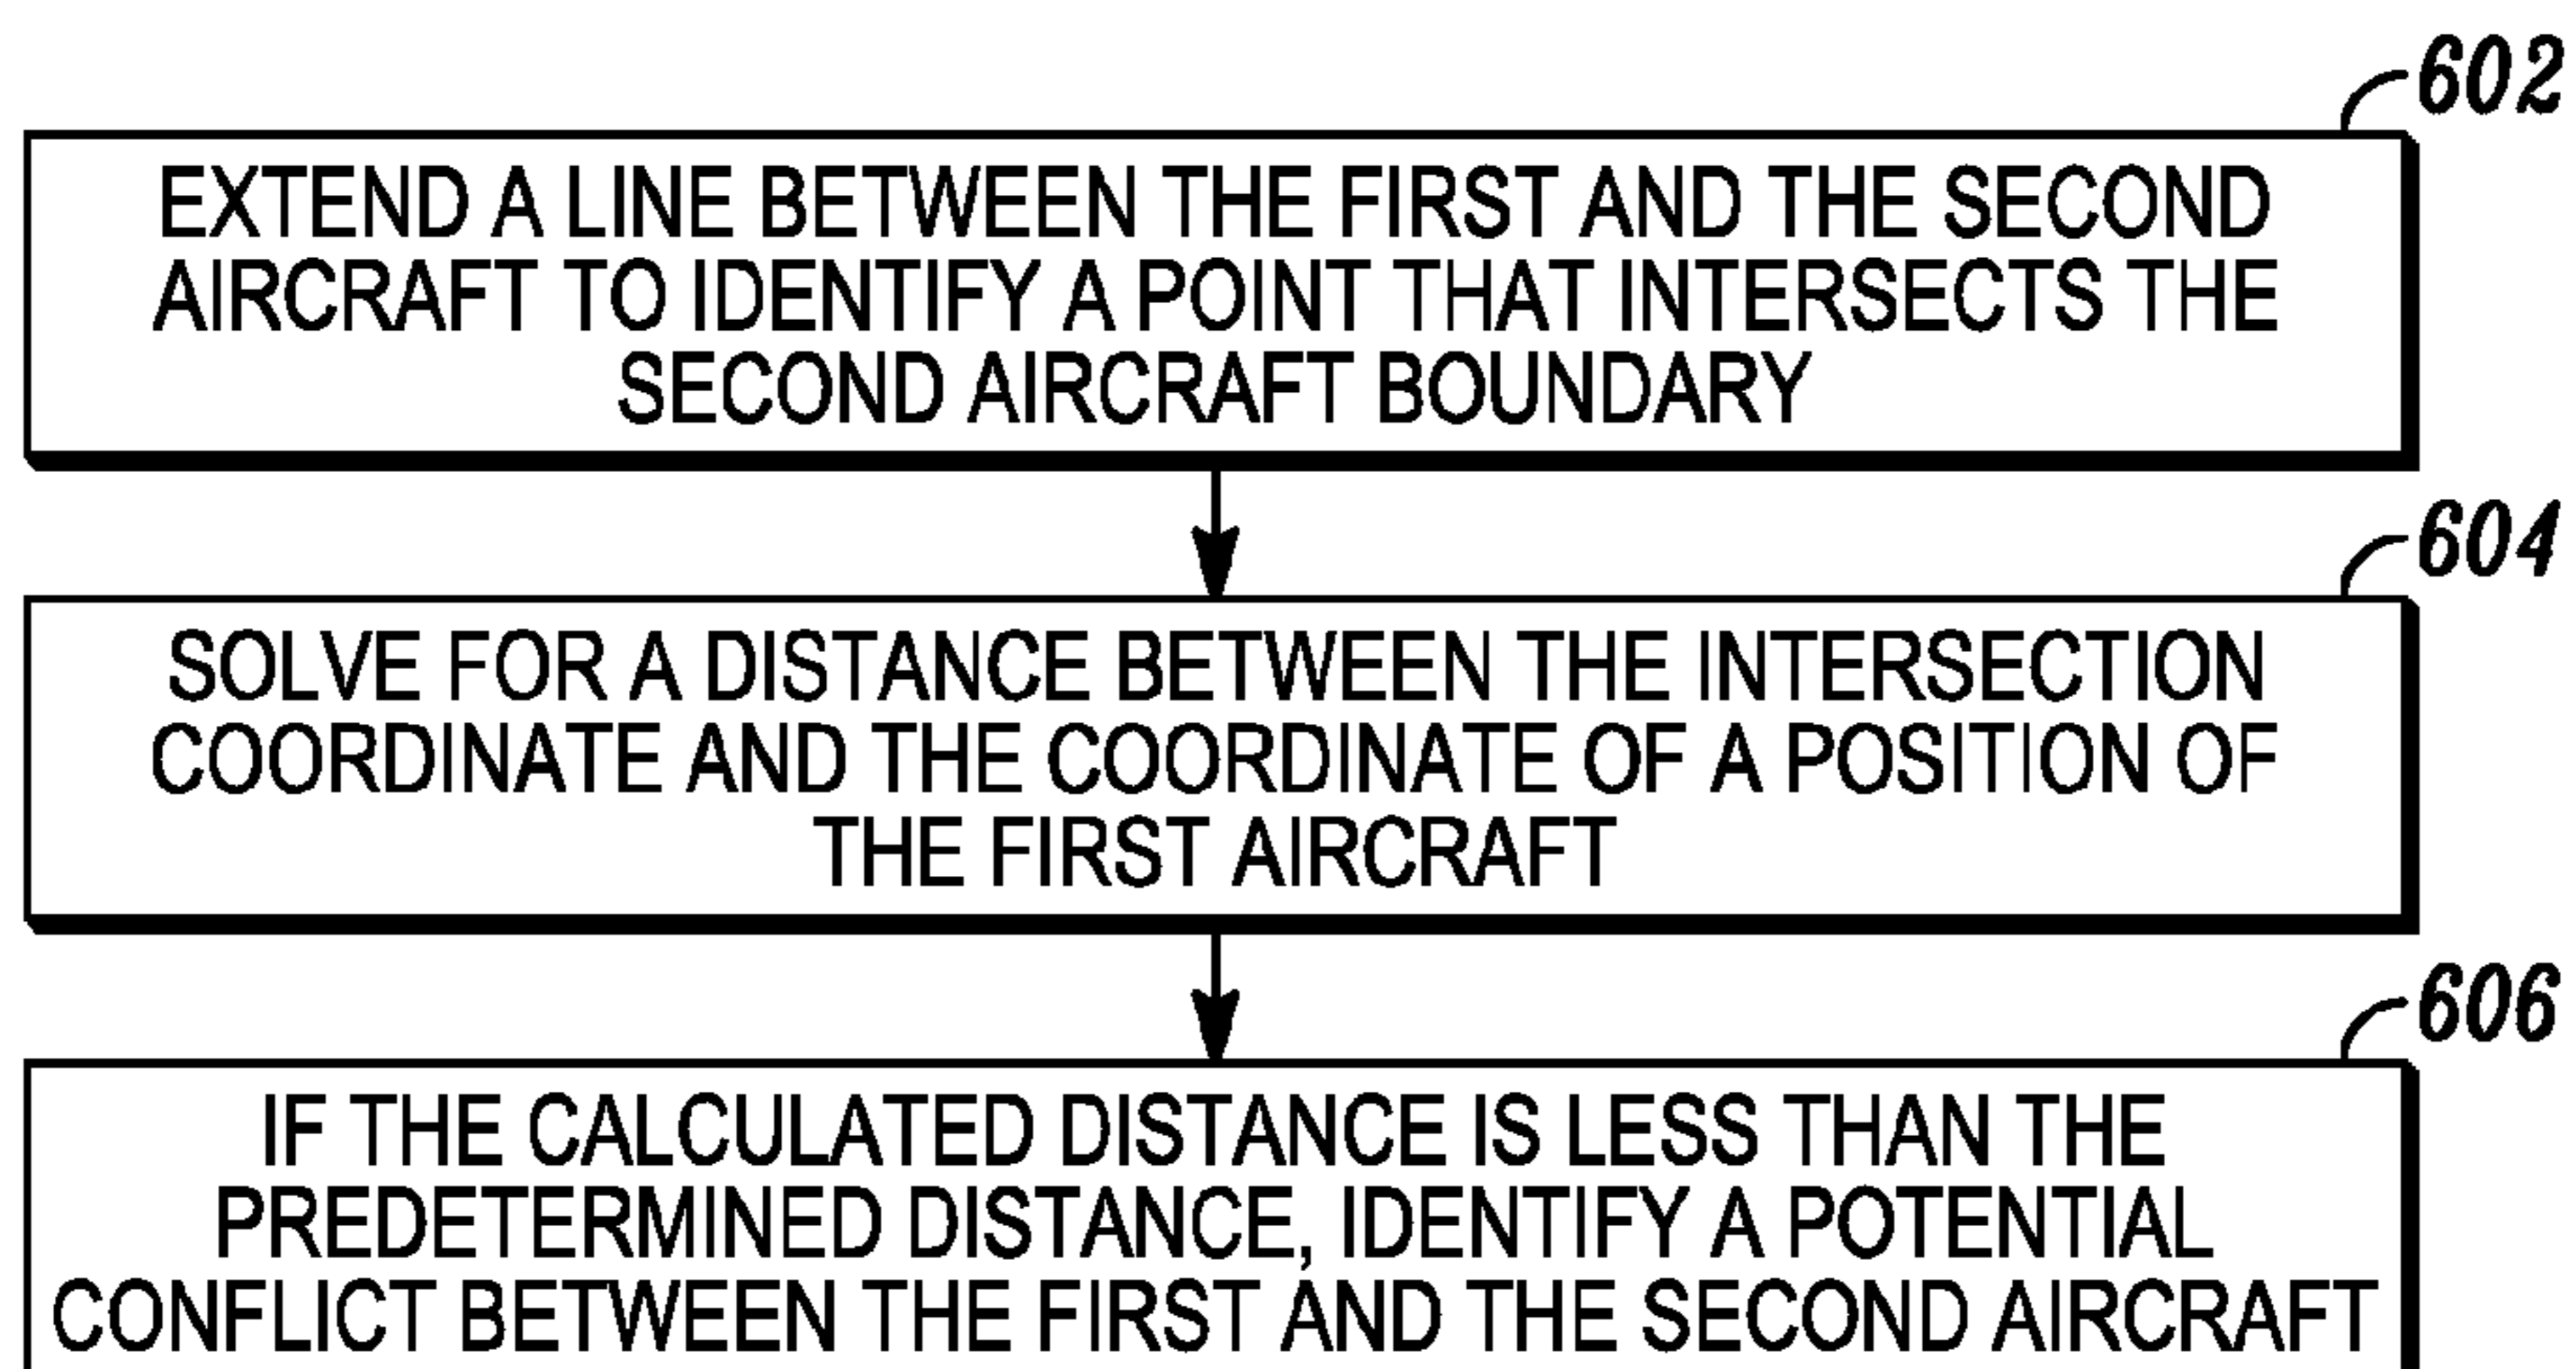 602
EXTEND A LINE BETWEEN THE FIRST AND THE SECOND
AIRCRAFT TO IDENTIFY A POINT THAT INTERSECTS THE
SECOND AIRCRAFT BOUNDARY
604
SOLVE FOR A DISTANCE BETWEEN THE INTERSECTION
COORDINATE AND THE COORDINATE OF A POSITION OF
THE FIRST AIRCRAFT
606
IF THE CALCULATED DISTANCE IS LESS THAN THE
PREDETERMINED DISTANCE, IDENTIFY A POTENTIAL
CONFLICT BETWEEN THE FIRST AND THE SECOND AIRCRAFT